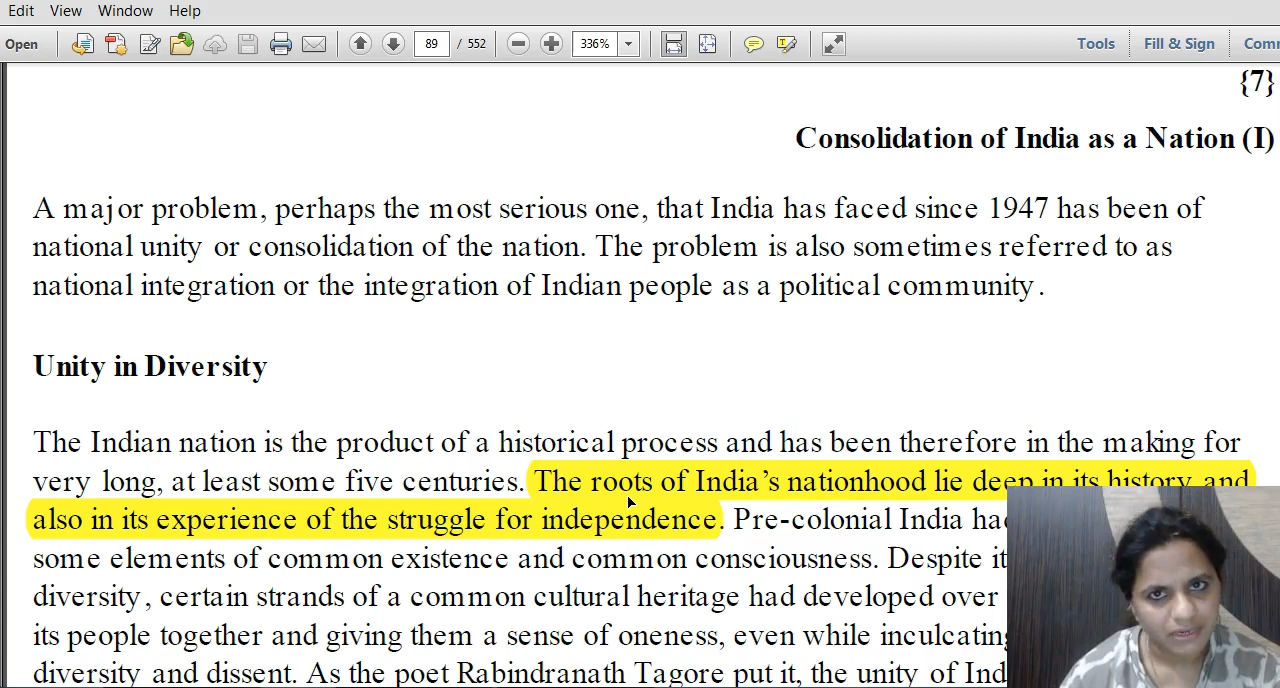 Edit View Window Help
Open 89 / 552 336% Tools Fill & Sign
{7}
Consolidation of India as a Nation (I)
A major problem, perhaps the most serious one, that India has faced since 1947 has been of
national unity or consolidation of the nation. The problem is also sometimes referred to as
national integration or the integration of Indian people as a political community.
Unity in Diversity
The Indian nation is the product of a historical process and has been therefore in the making for
very long, at least some five centuries. The roots of India's nationhood lie deep in its history and
also in its experience of the struggle for independence. Pre-colonial India had
some elements of common existence and common consciousness. Despite
diversity, certain strands of a common cultural heritage had developed over
its people together and giving them a sense of oneness, even while inculcating
diversity and dissent. As the poet Rabindranath Tagore put it, the unity of